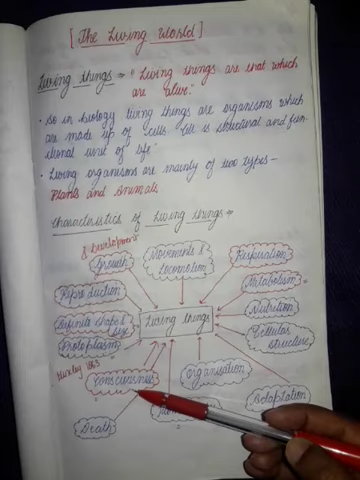 [ The Living World ]
Living things ⇒ "Living things are that which
are alive."
• So in biology living things are organisms which
are made up of cells. Cell is structural and fun-
ctional unit of life"
• Living organisms are mainly of two types –
Plants and Animals
Characteristics of Living things ⇒
& Development
Growth
Movements &
Locomotion
Respiration
Reproduction
Metabolism
Definite shape &
size
Living things
Nutrition
Protoplasm
Cellular
structure
Huxley 1863
Consciousness
Organisation
Adaptation
Death